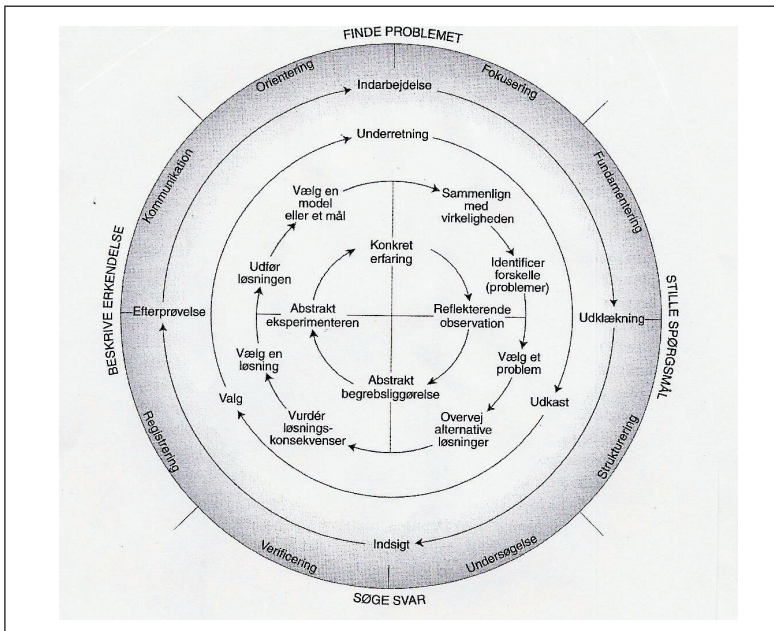 FINDE PROBLEMET
Orientering
Fokusering
Indarbejdelse
Kommunikation
Fundamentering
Underretning
Vælg en
model
eller et mål
Sammenlign
med
virkeligheden
Konkret
erfaring
Udfør
løsningen
Identificer
forskelle
(problemer)
BESKRIVE ERKENDELSE
Efterprøvelse
Abstrakt
eksperimenteren
Reflekterende
observation
Udklækning
STILLE SPØRGSMÅL
Vælg en
løsning
Vælg et
problem
Abstrakt
begrebsliggørelse
Valg
Udkast
Vurdér
løsnings-
konsekvenser
Overvej
alternative
løsninger
Registrering
Strukturering
Indsigt
Verificering
Undersøgelse
SØGE SVAR